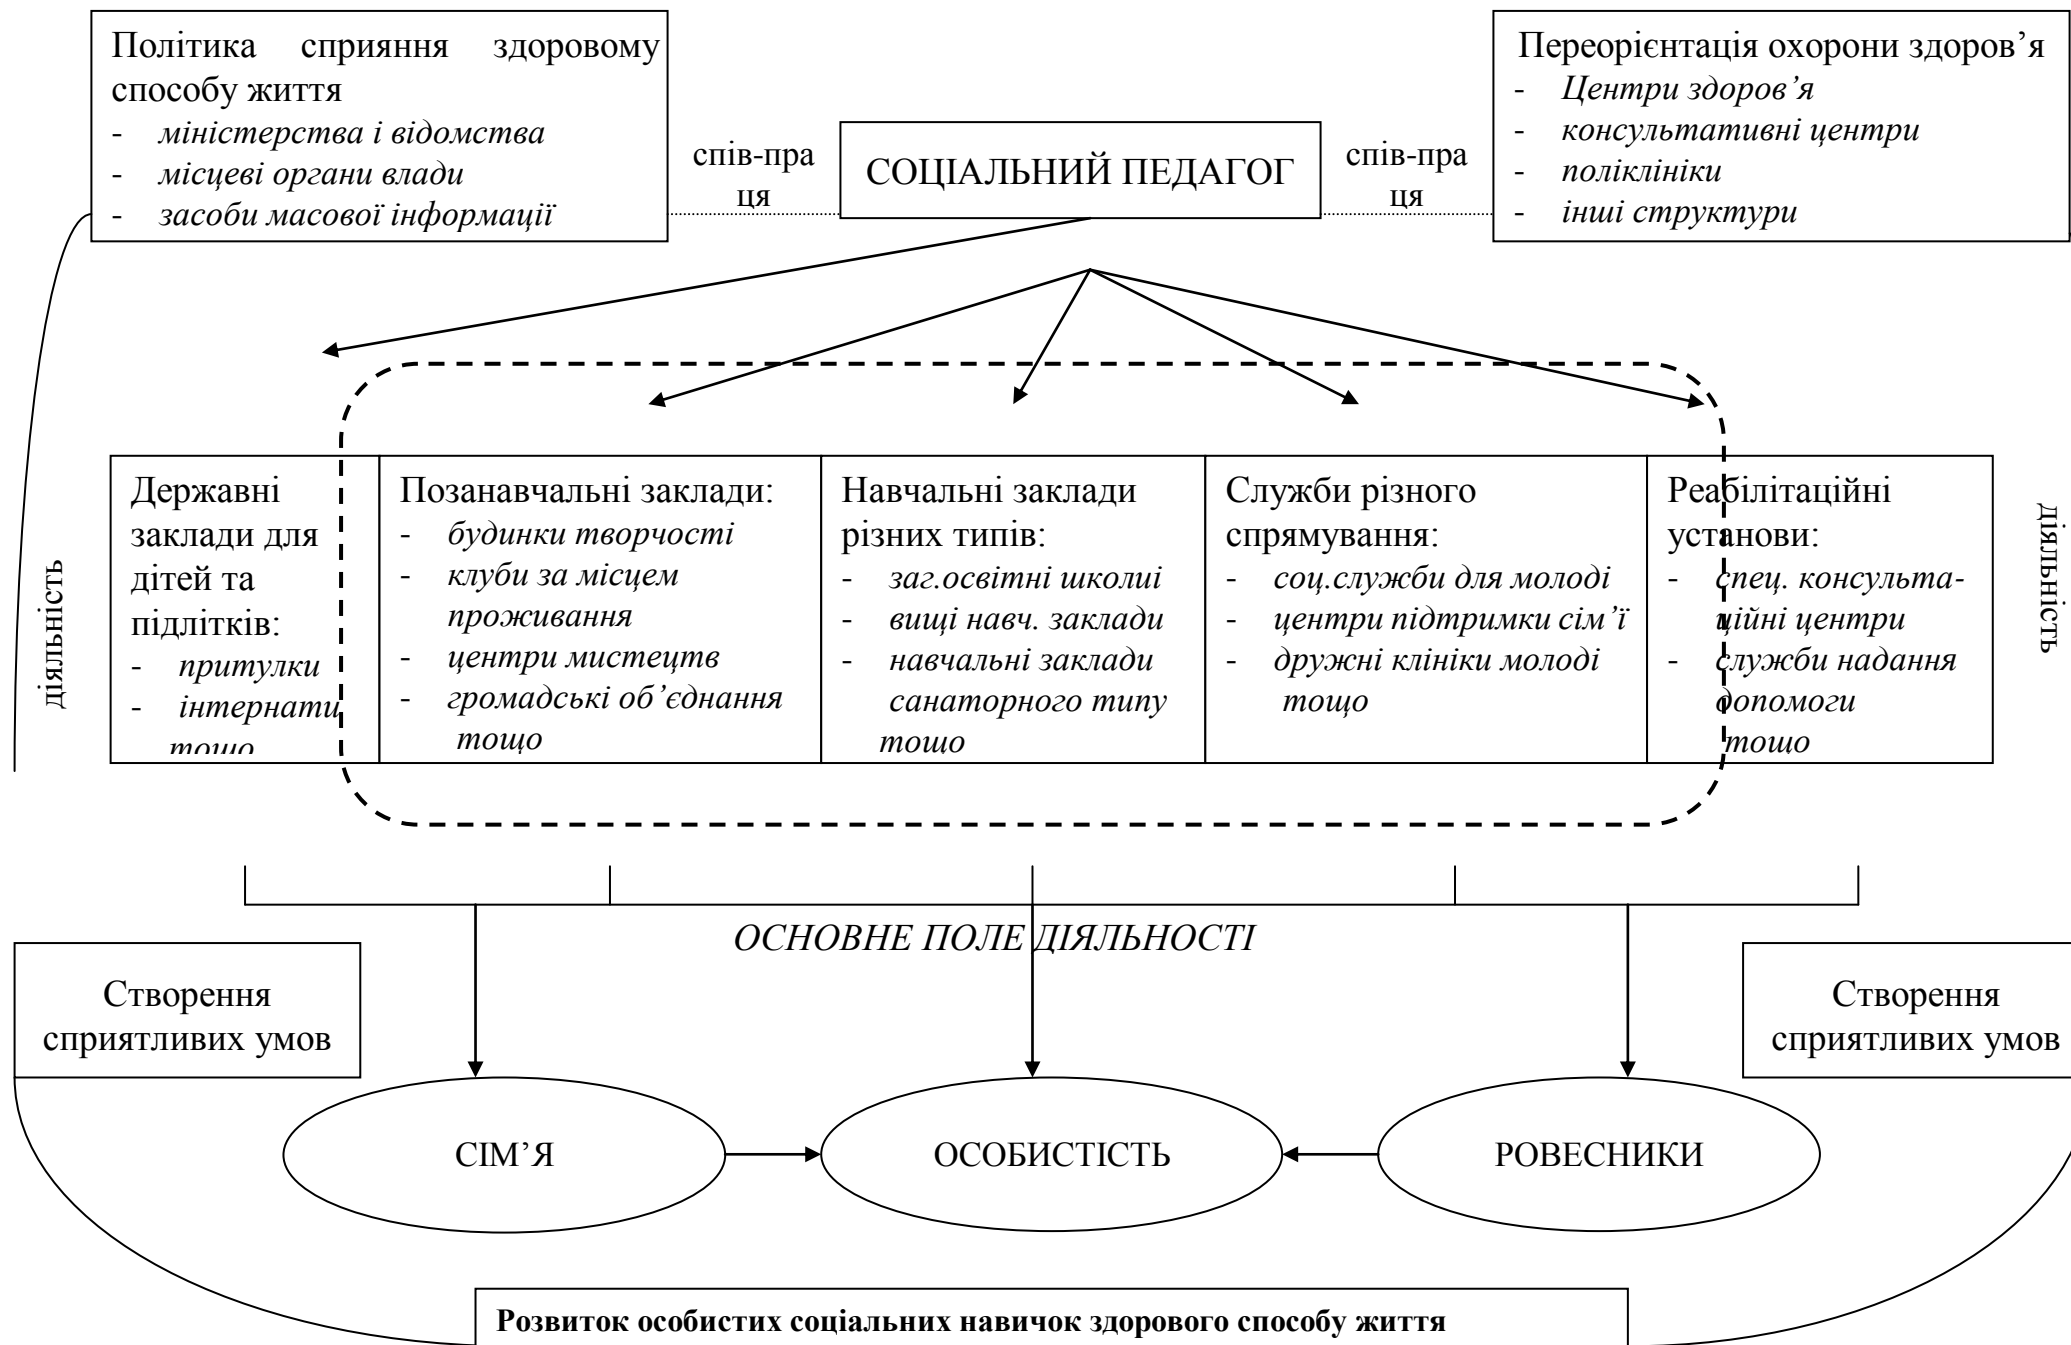 Політика сприяння здоровому
способу життя
- міністерства і відомства
- місцеві органи влади
- засоби масової інформації
спів-пра
ця
СОЦІАЛЬНИЙ ПЕДАГОГ
спів-пра
ця
Переорієнтація охорони здоров’я
- Центри здоров’я
- консультативні центри
- поліклініки
- інші структури
діяльність
Державні
заклади для
дітей та
підлітків:
- притулки
- інтернати
тощо
Позанавчальні заклади:
- будинки творчості
- клуби за місцем
проживання
- центри мистецтв
- громадські об’єднання
тощо
Навчальні заклади
різних типів:
- заг.освітні школиі
- вищі навч. заклади
- навчальні заклади
санаторного типу
тощо
Служби різного
спрямування:
- соц.служби для молоді
- центри підтримки сім’ї
- дружні клініки молоді
тощо
Реабілітаційні
установи:
- спец. консульта-
ційні центри
- служби надання
допомоги
тощо
діяльність
ОСНОВНЕ ПОЛЕ ДІЯЛЬНОСТІ
Створення
сприятливих умов
Створення
сприятливих умов
СІМ’Я
ОСОБИСТІСТЬ
РОВЕСНИКИ
Розвиток особистих соціальних навичок здорового способу життя